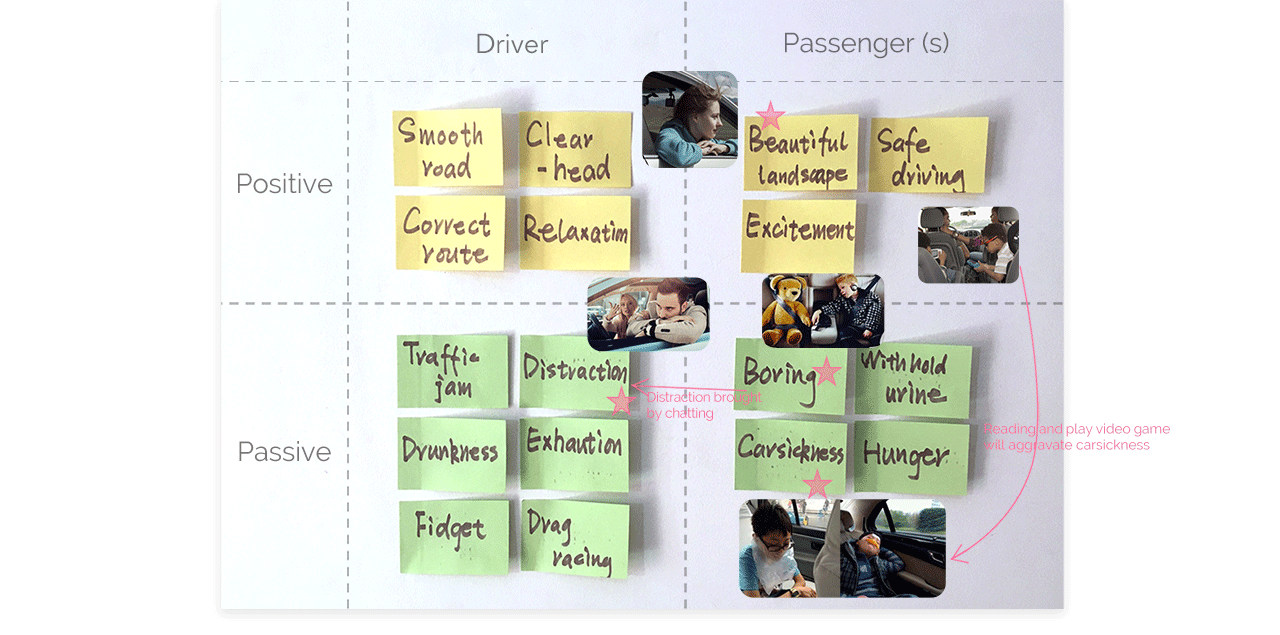 Driver
Passenger (s)
Positive
Smooth
road
Clear
-head
Beautiful
landscape
Safe
driving
Correct
route
Relaxatim
Excitement
Passive
Traffic
jam
Distraction
Boring
With hold
urine
Distraction brought
by chatting
Drunkness
Exhaution
Carsickness
Hunger
Reading and play video game
will aggravate carsickness
Fidget
Drag
racing